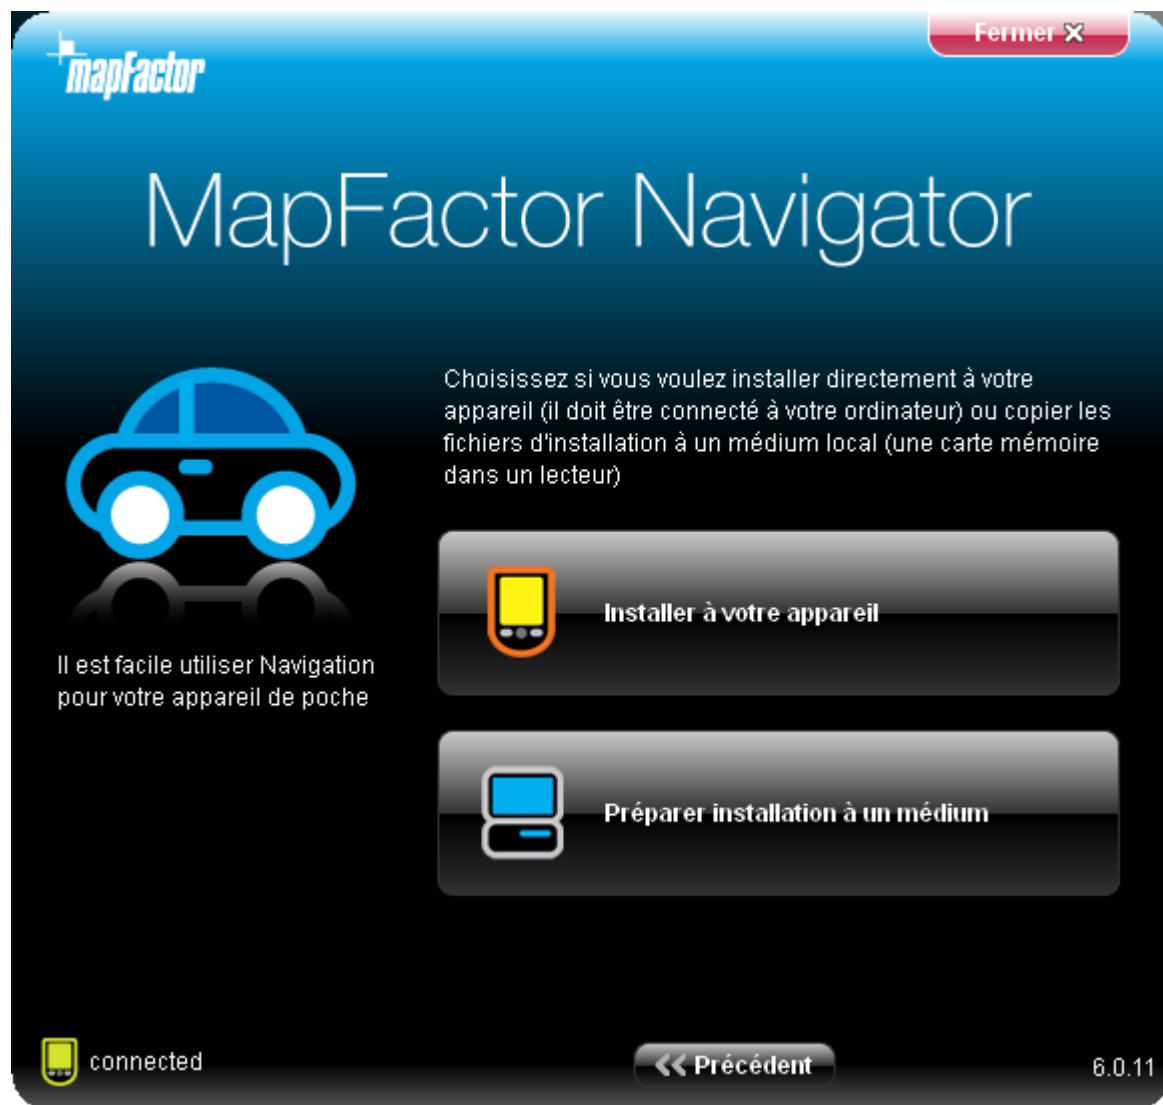 Fermer
mapFactor
MapFactor Navigator
Choisissez si vous voulez installer directement à votre
appareil (il doit être connecté à votre ordinateur) ou copier les
fichiers d'installation à un médium local (une carte mémoire
dans un lecteur)
Installer à votre appareil
Il est facile utiliser Navigation
pour votre appareil de poche
Préparer installation à un médium
connected
Précédent
6.0.11